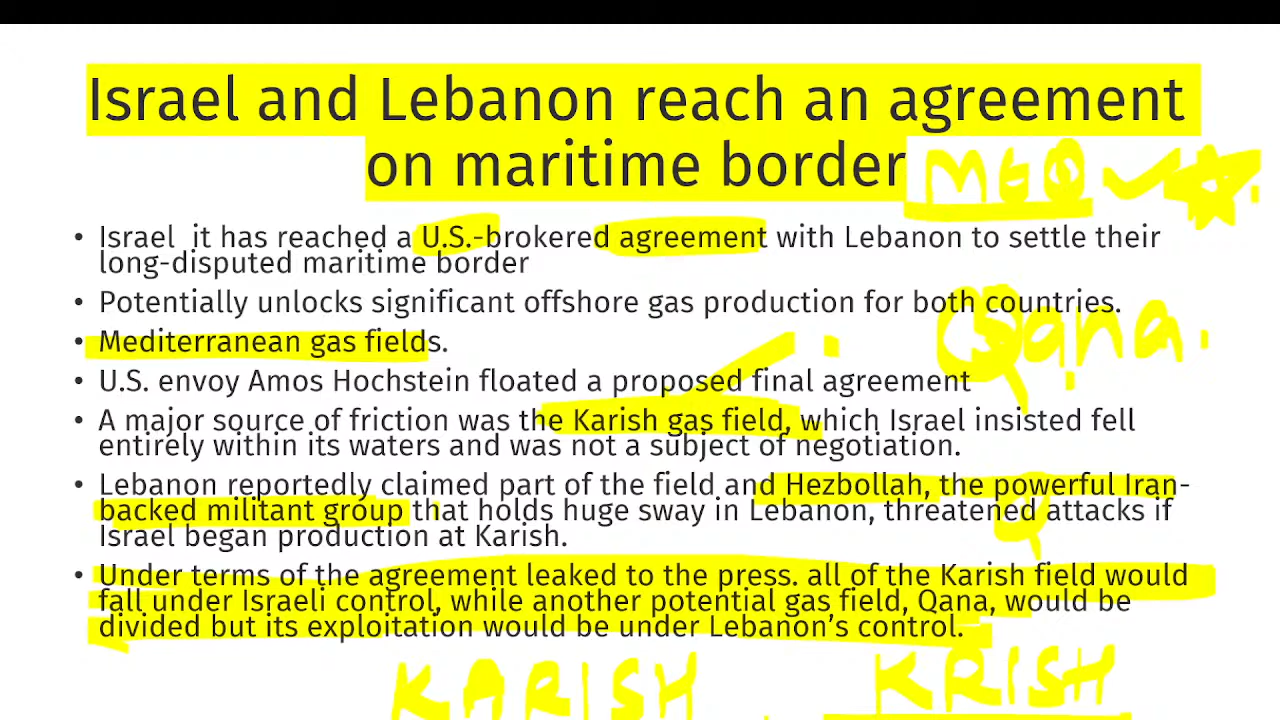 Israel and Lebanon reach an agreement
on maritime border
MEO
• Israel it has reached a U.S.-brokered agreement with Lebanon to settle their
long-disputed maritime border
• Potentially unlocks significant offshore gas production for both countries.
• Mediterranean gas fields.
Qana.
• U.S. envoy Amos Hochstein floated a proposed final agreement
• A major source of friction was the Karish gas field, which Israel insisted fell
entirely within its waters and was not a subject of negotiation.
• Lebanon reportedly claimed part of the field and Hezbollah, the powerful Iran-
backed militant group that holds huge sway in Lebanon, threatened attacks if
Israel began production at Karish.
• Under terms of the agreement leaked to the press. all of the Karish field would
fall under Israeli control, while another potential gas field, Qana, would be
divided but its exploitation would be under Lebanon’s control.
KARISH KRISH